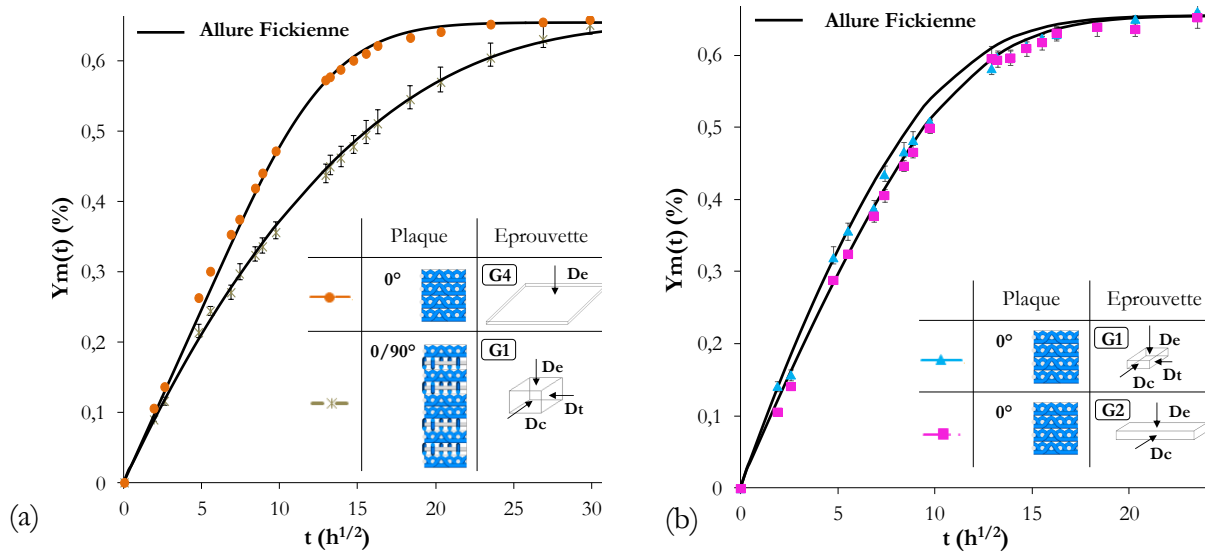 Allure Fickienne
Ym(t) (%)
0,6
0,5
0,4
0,3
0,2
0,1
0
0 5 10 15 20 25 30
t (h^{1/2})
Plaque Eprouvette
0° G4 De
0/90° G1 De
Dt
Dc
(a)
Allure Fickienne
Ym(t) (%)
0,6
0,5
0,4
0,3
0,2
0,1
0
0 5 10 15 20
t (h^{1/2})
Plaque Eprouvette
0° G1 De
Dt
Dc
0° G2 De
Dc
(b)